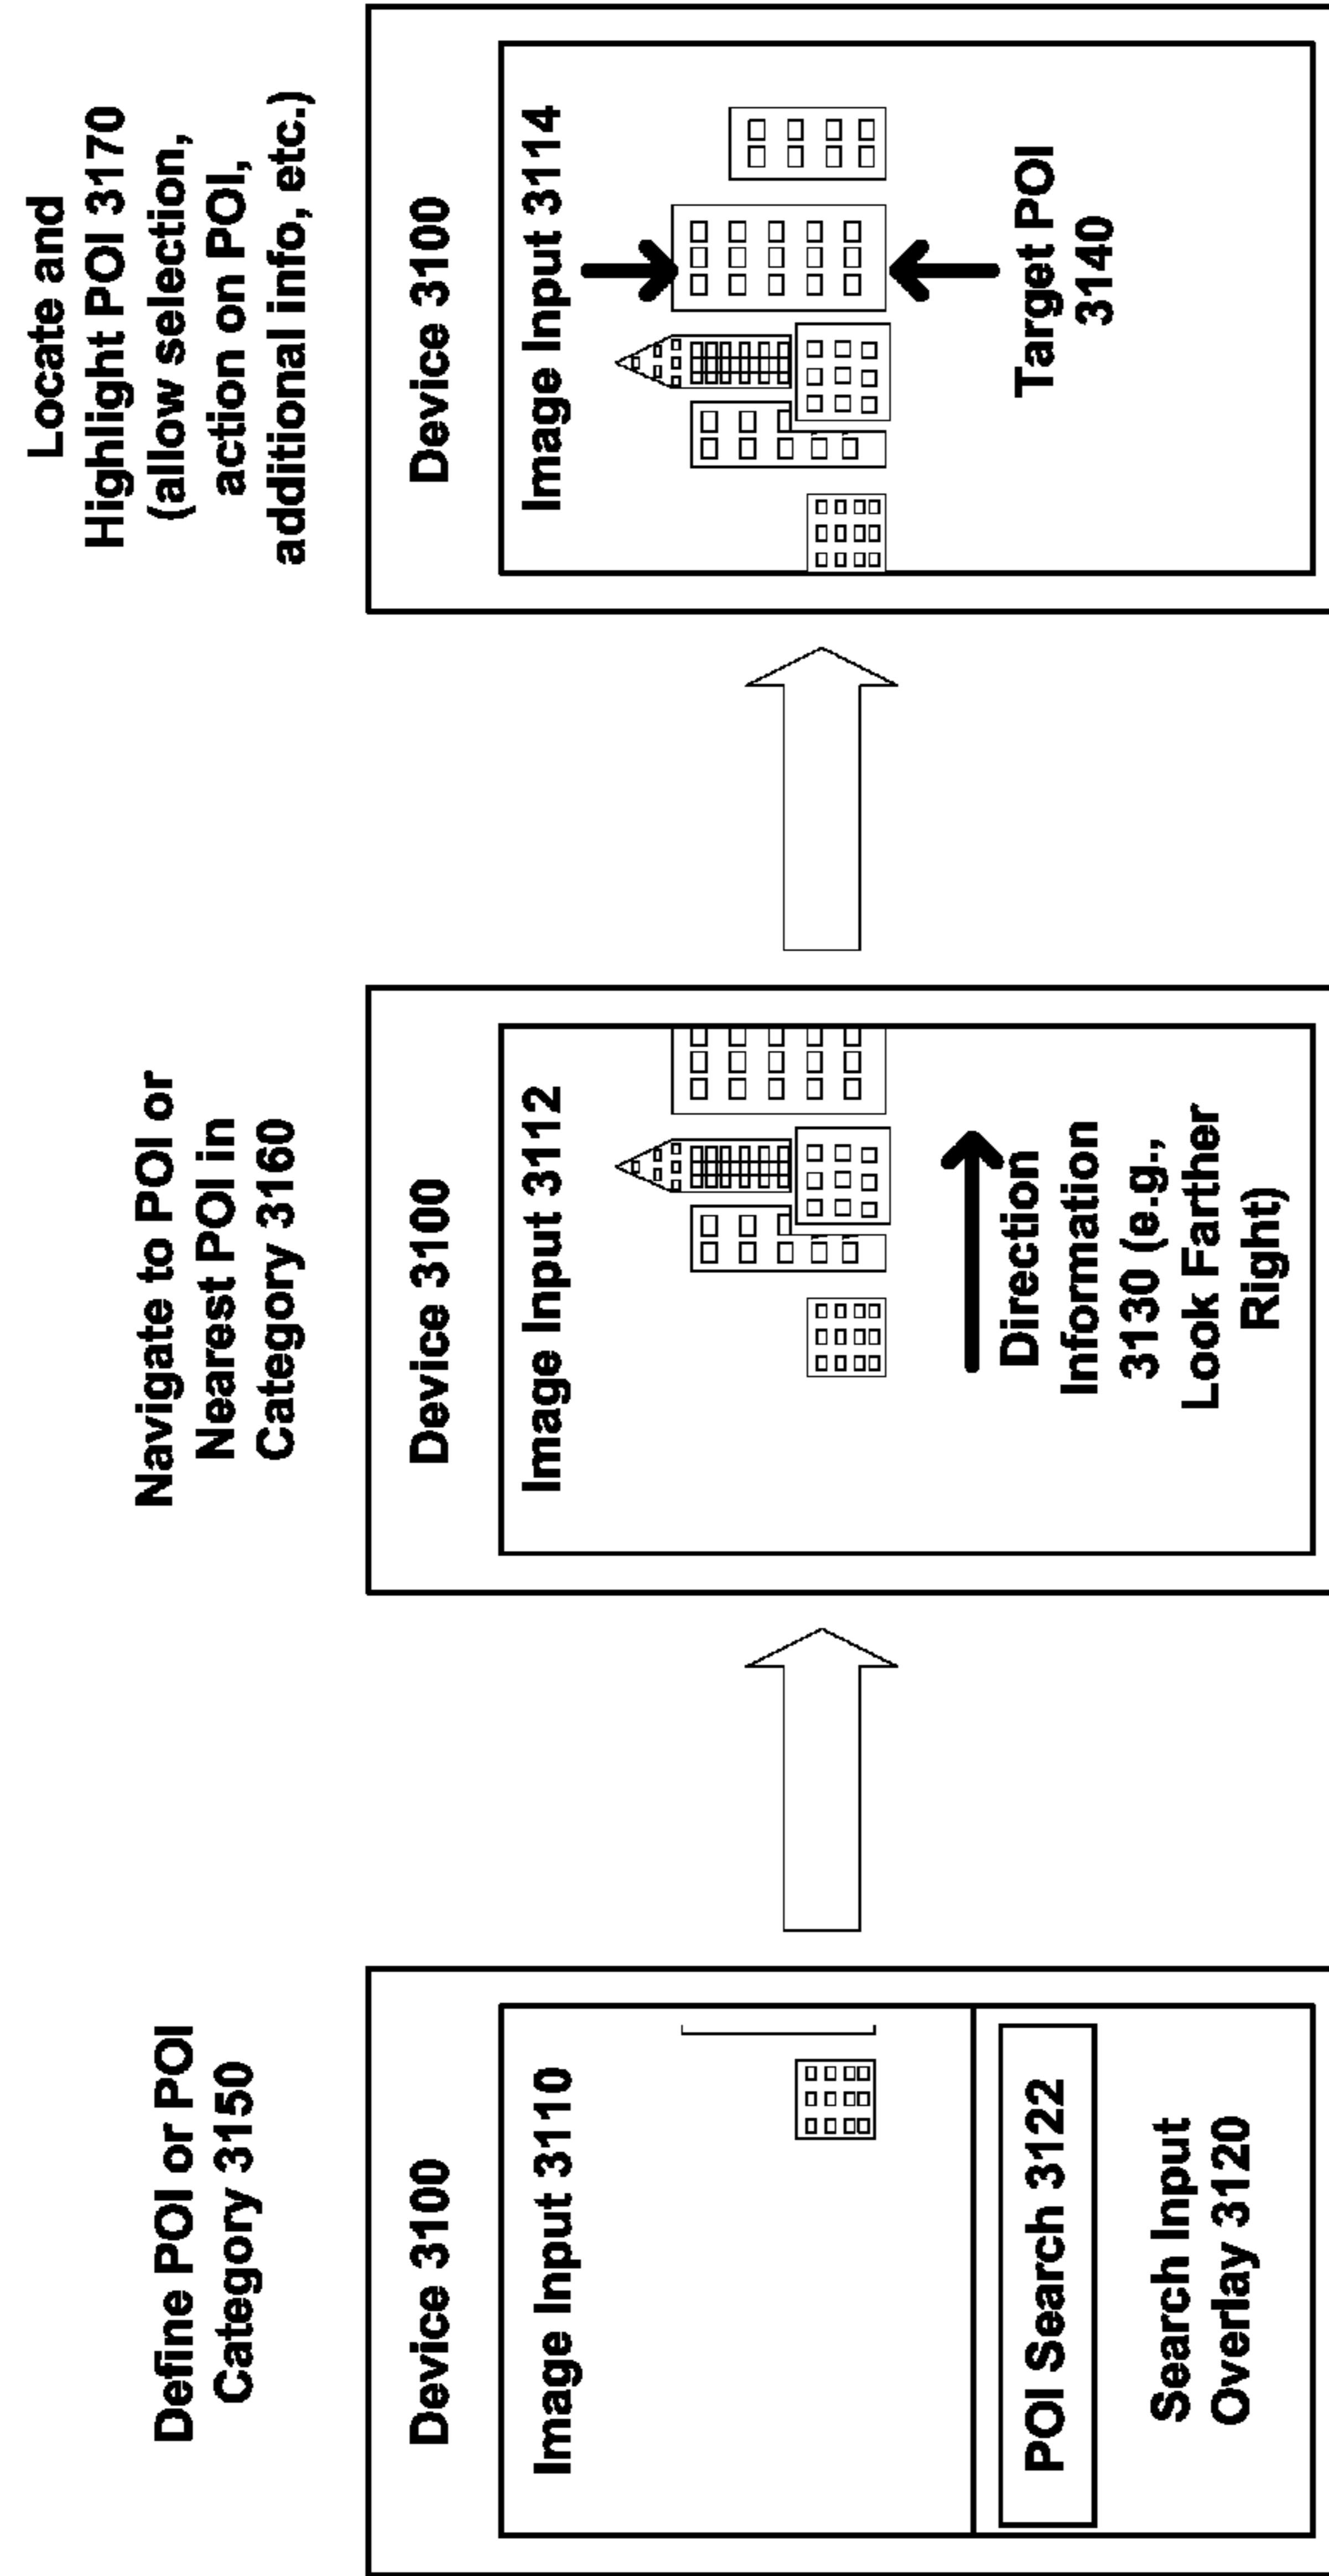 Define POI or POI
Category 3150
Device 3100
Image Input 3110
POI Search 3122
Search Input
Overlay 3120
Navigate to POI or
Nearest POI in
Category 3160
Device 3100
Image Input 3112
Direction
Information
3130 (e.g.,
Look Farther
Right)
Locate and
Highlight POI 3170
(allow selection,
action on POI,
additional info, etc.)
Device 3100
Image Input 3114
Target POI
3140